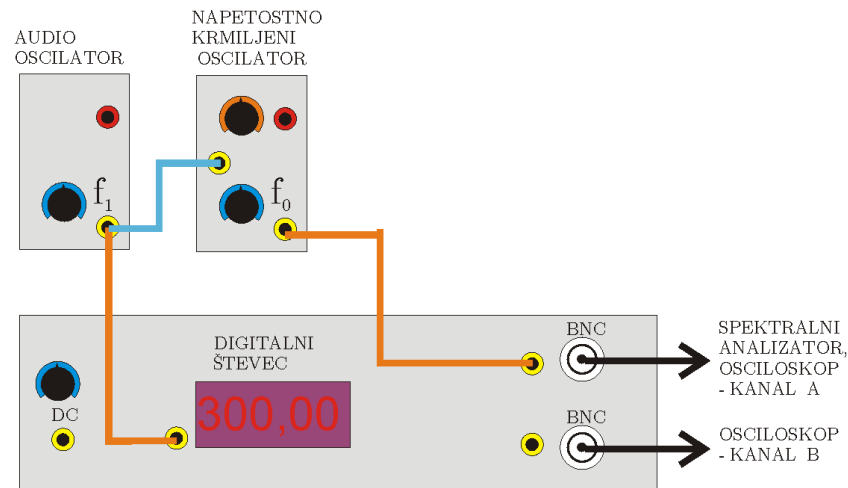 AUDIO
OSCILATOR
NAPETOSTNO
KRMILJENI
OSCILATOR
f1
f0
DIGITALNI
ŠTEVEC
300,00
DC
BNC
BNC
SPEKTRALNI
ANALIZATOR,
OSCILOSKOP
- KANAL A
OSCILOSKOP
- KANAL B